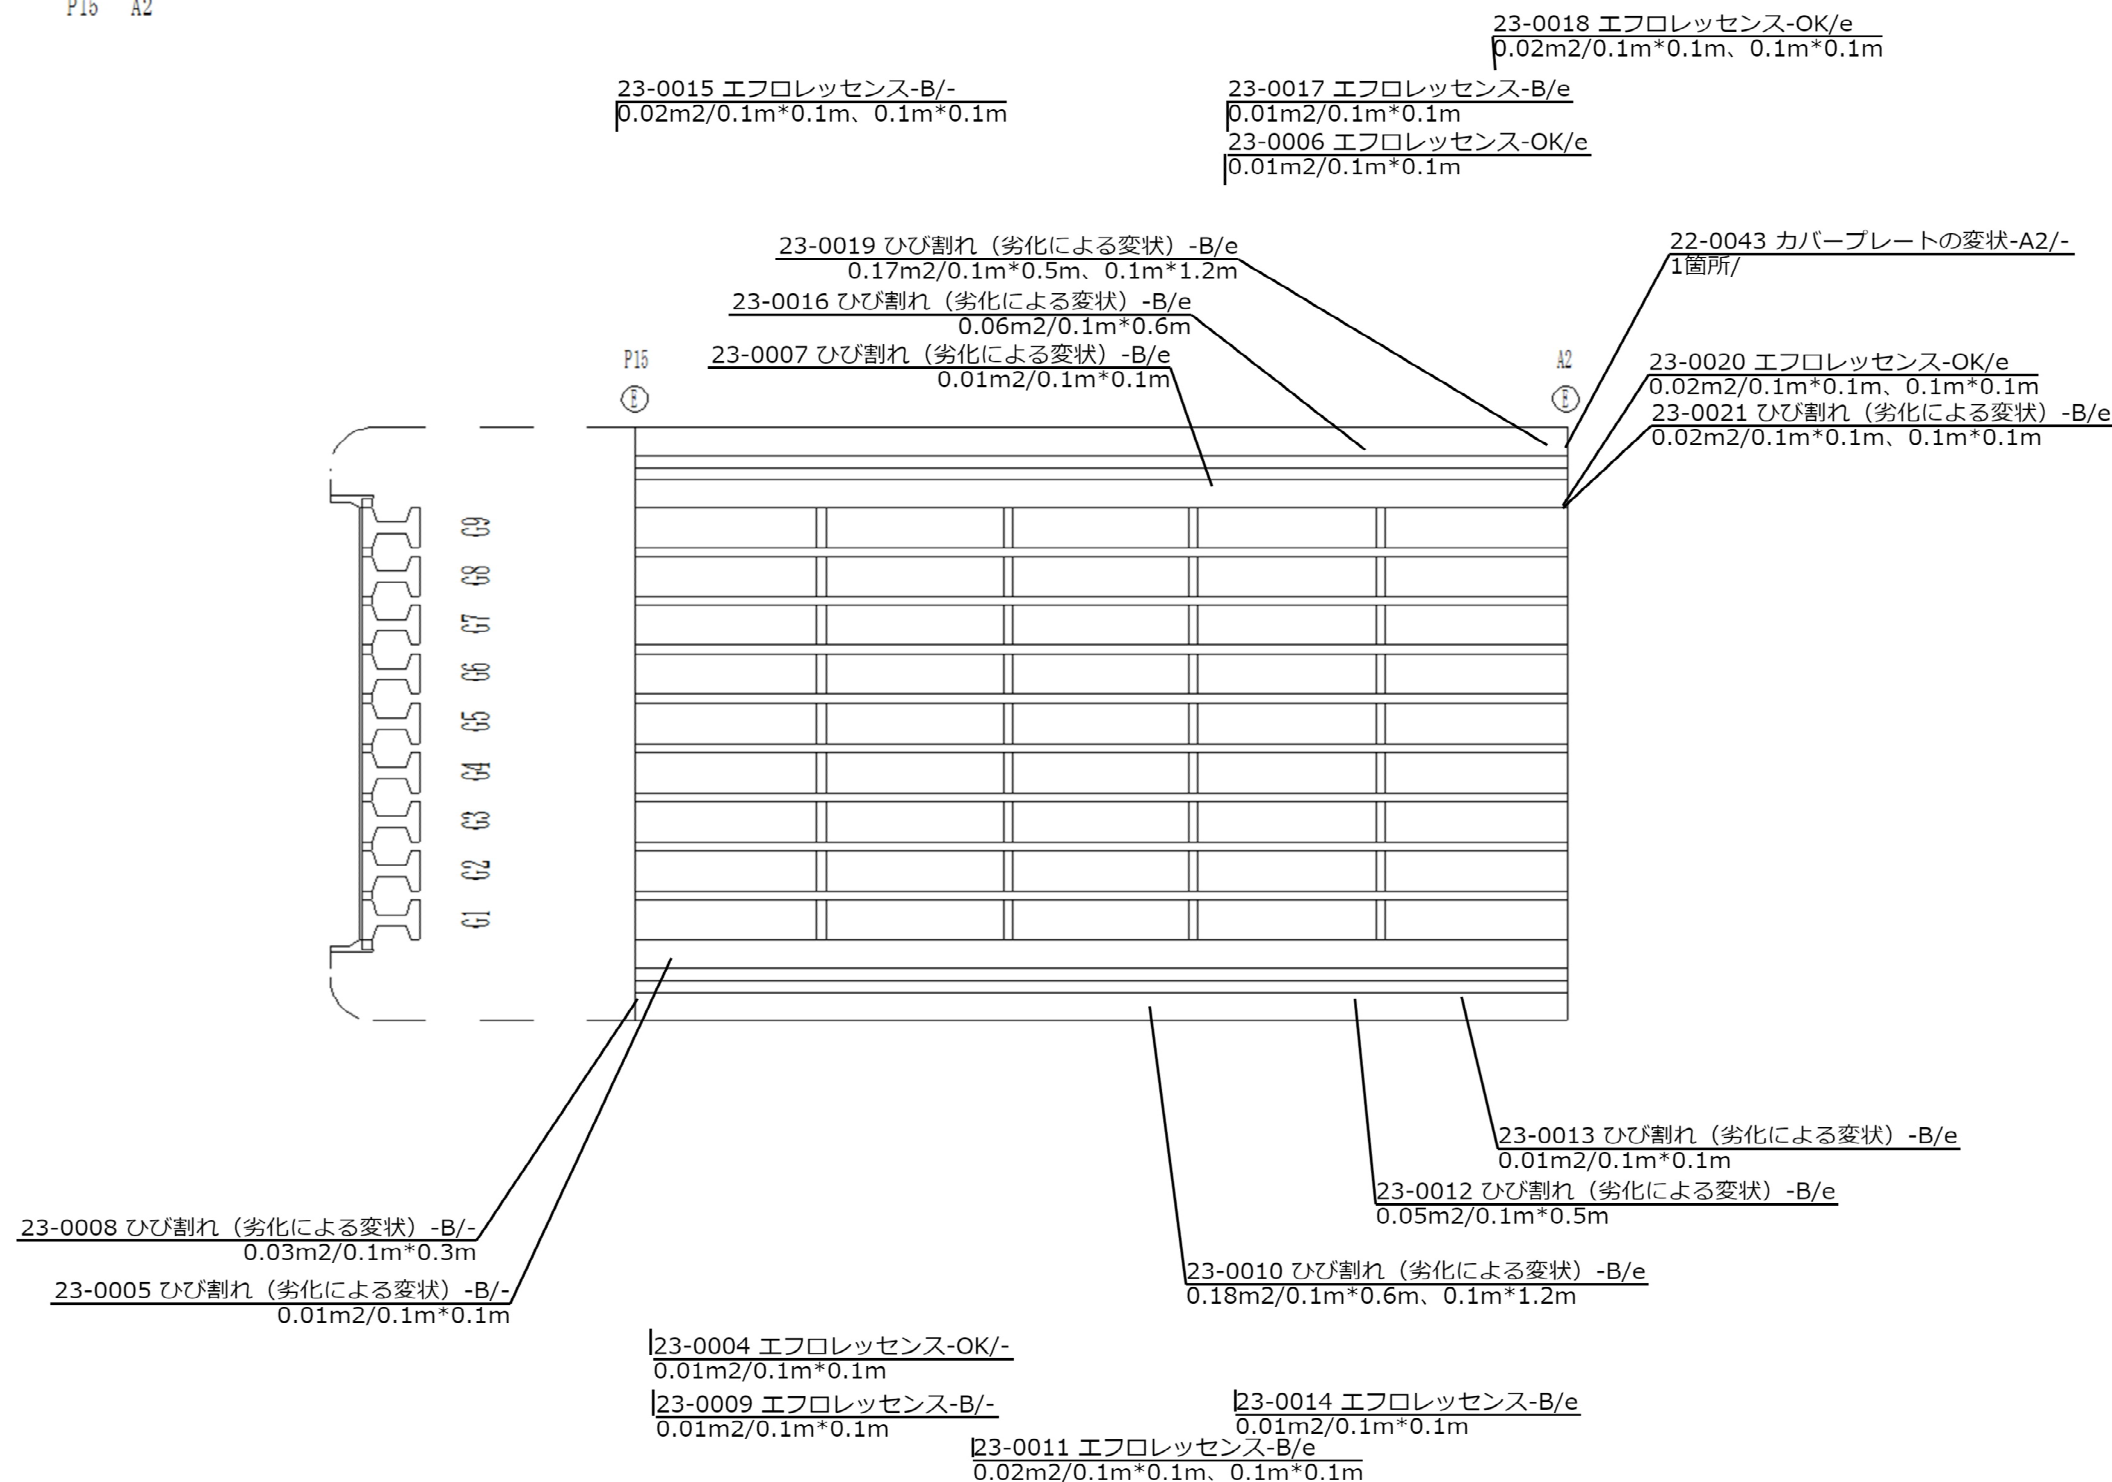 P15 A2
23-0018 エフロレッセンス-OK/e
0.02m2/0.1m*0.1m、0.1m*0.1m
23-0015 エフロレッセンス-B/-
0.02m2/0.1m*0.1m、0.1m*0.1m
23-0017 エフロレッセンス-B/e
0.01m2/0.1m*0.1m
23-0006 エフロレッセンス-OK/e
0.01m2/0.1m*0.1m
23-0019 ひび割れ（劣化による変状）-B/e
0.17m2/0.1m*0.5m、0.1m*1.2m
22-0043 カバープレートの変状-A2/-
1箇所/
23-0016 ひび割れ（劣化による変状）-B/e
0.06m2/0.1m*0.6m
23-0007 ひび割れ（劣化による変状）-B/e
0.01m2/0.1m*0.1m
P15
E
A2
E
23-0020 エフロレッセンス-OK/e
0.02m2/0.1m*0.1m、0.1m*0.1m
23-0021 ひび割れ（劣化による変状）-B/e
0.02m2/0.1m*0.1m、0.1m*0.1m
G9
G8
G7
G6
G5
G4
G3
G2
G1
23-0013 ひび割れ（劣化による変状）-B/e
0.01m2/0.1m*0.1m
23-0012 ひび割れ（劣化による変状）-B/e
0.05m2/0.1m*0.5m
23-0008 ひび割れ（劣化による変状）-B/-
0.03m2/0.1m*0.3m
23-0010 ひび割れ（劣化による変状）-B/e
0.18m2/0.1m*0.6m、0.1m*1.2m
23-0005 ひび割れ（劣化による変状）-B/-
0.01m2/0.1m*0.1m
23-0004 エフロレッセンス-OK/-
0.01m2/0.1m*0.1m
23-0009 エフロレッセンス-B/-
0.01m2/0.1m*0.1m
23-0014 エフロレッセンス-B/e
0.01m2/0.1m*0.1m
23-0011 エフロレッセンス-B/e
0.02m2/0.1m*0.1m、0.1m*0.1m